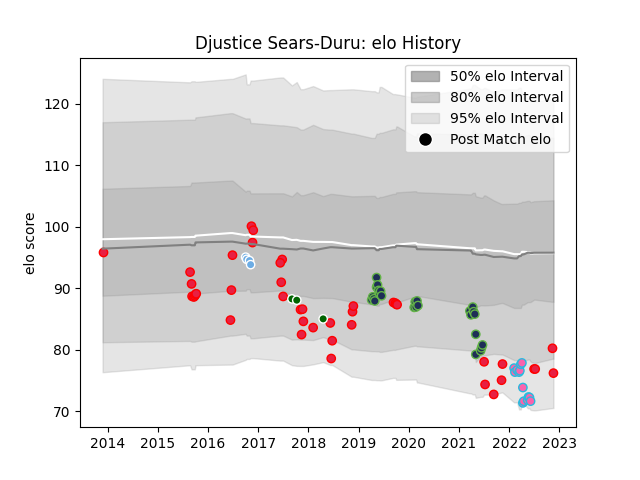 Djustice Sears-Duru: elo History
50% elo Interval
80% elo Interval
95% elo Interval
Post Match elo
elo score
120
110
100
90
80
70
2014 2015 2016 2017 2018 2019 2020 2021 2022 2023